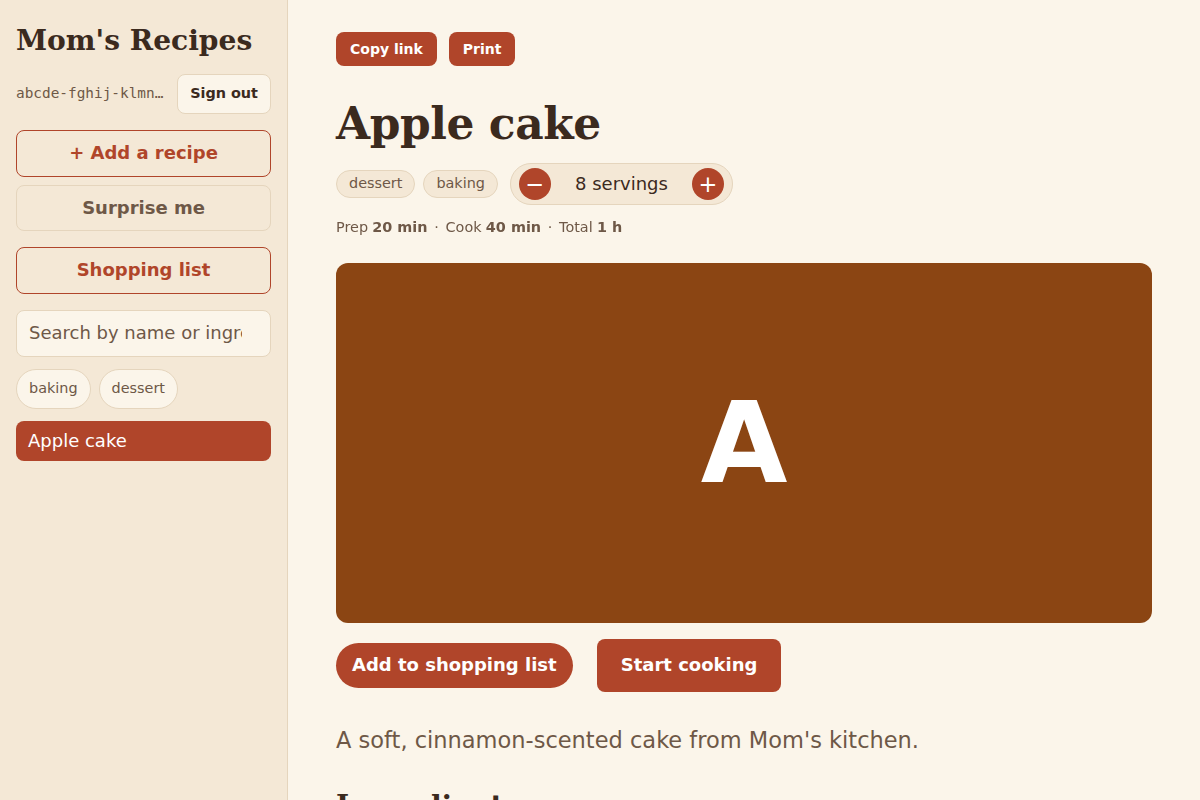 Mom's Recipes
abcde-fghij-klmn…
Sign out
+ Add a recipe
Surprise me
Shopping list
Search by name or ingr
baking
dessert
Apple cake
Copy link
Print
Apple cake
dessert
baking
− 8 servings +
Prep 20 min · Cook 40 min · Total 1 h
A
Add to shopping list
Start cooking
A soft, cinnamon-scented cake from Mom's kitchen.